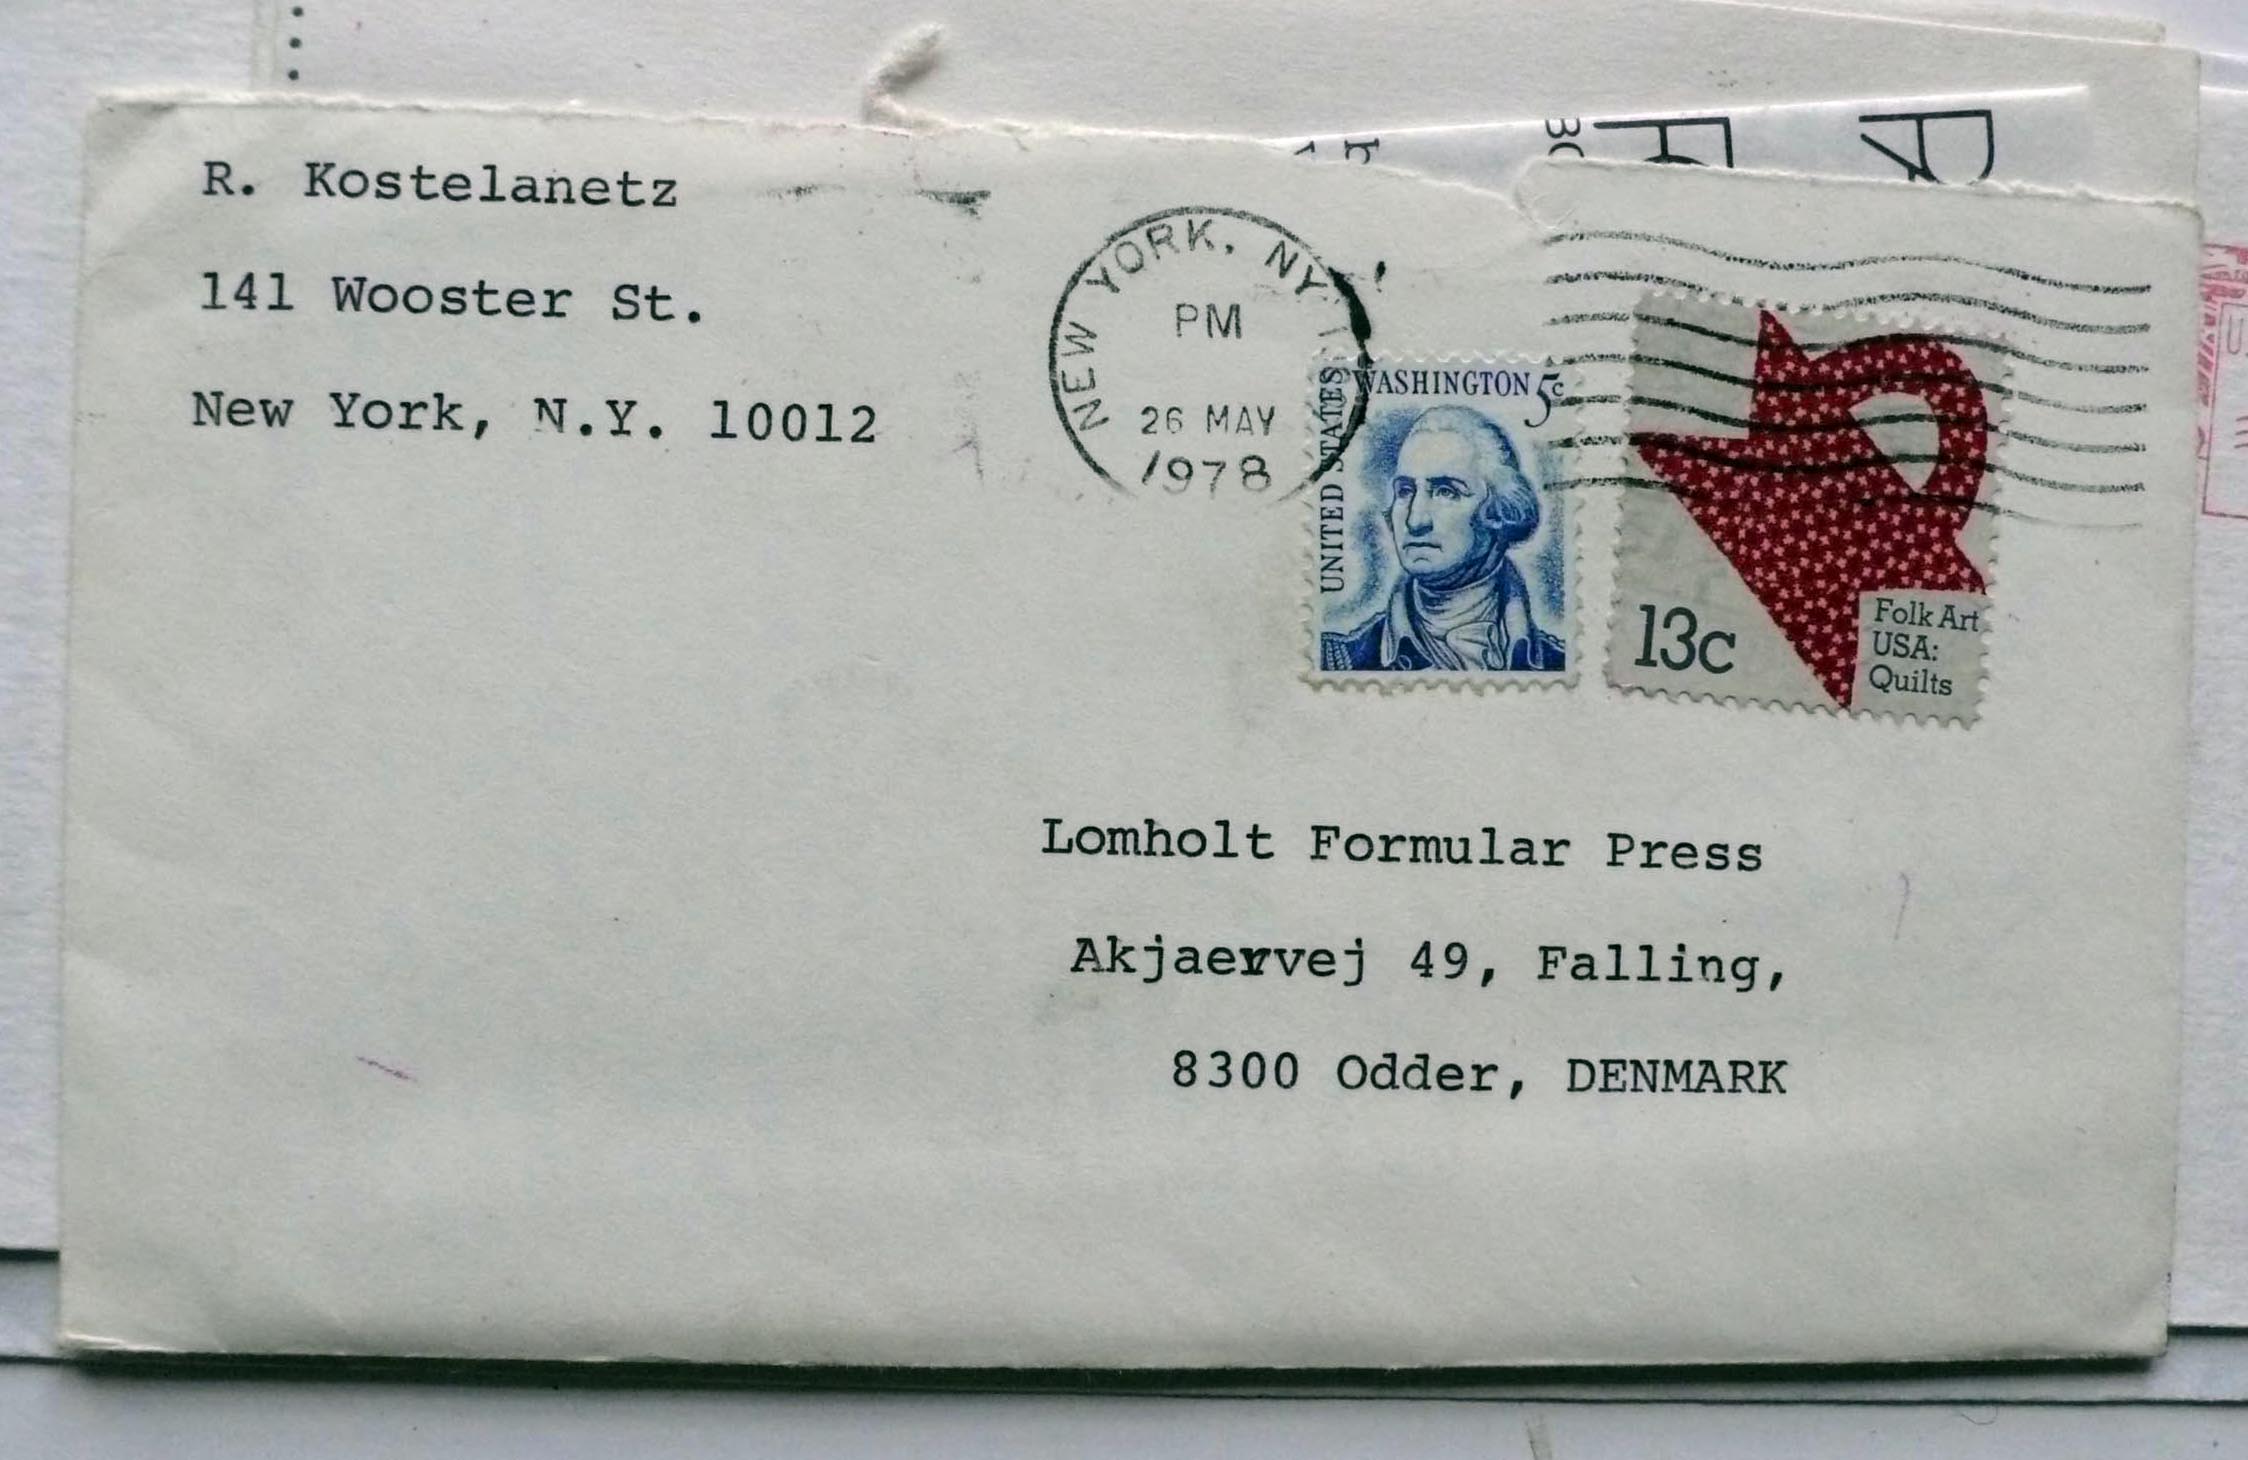 R. Kostelanetz
141 Wooster St.
New York, N.Y. 10012
NEW YORK, NY
PM
26 MAY
1978
UNITED STATES
WASHINGTON 5c
13c
Folk Art
USA:
Quilts
Lomholt Formular Press
Akjaervej 49, Falling,
8300 Odder, DENMARK